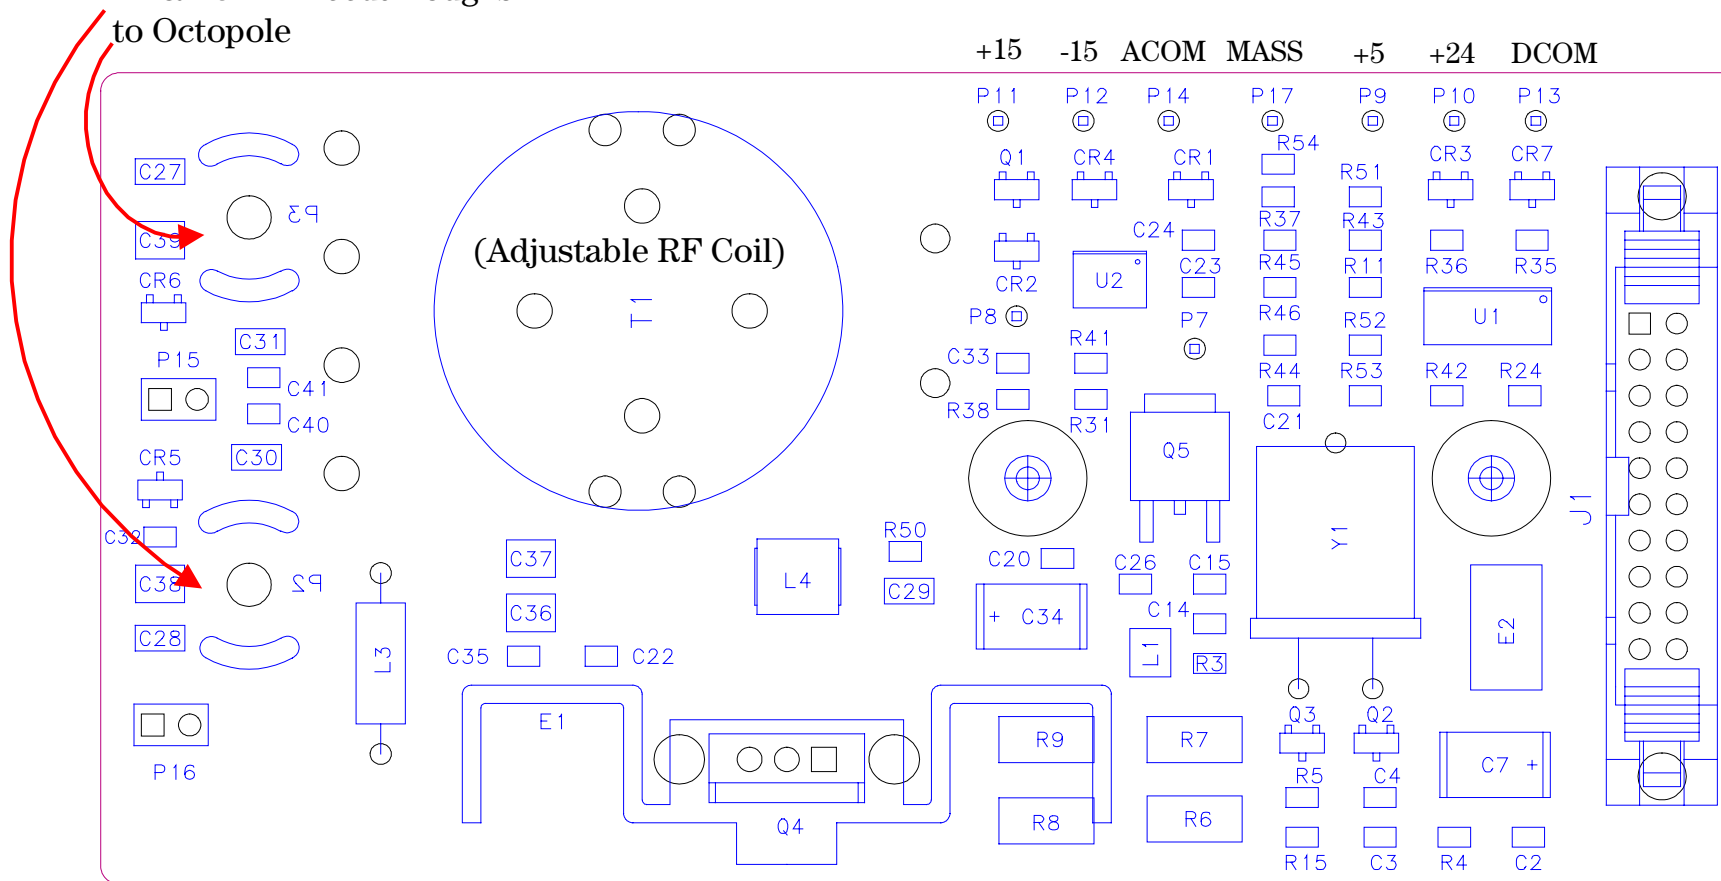 to Octopole
+15 -15 ACOM MASS +5 +24 DCOM
P11 P12 P14 P17 P9 P10 P13
R54
Q1 CR4 CR1 CR3 CR7
C27 R51
P3
C39 C24 R37 R43
(Adjustable RF Coil)
CR2 U2 C23 R45 R11 R36 R35
CR6
T1
P8 P7 R46 R52 U1
C31
P15 C33 R41
C41 R44 R53 R42 R24
R38 R31 C21
C40
CR5 C30 Q5
J1
C32 R50 C20 Y1
C37
C38 P2 L4 C29 C26 C15
C36 C34 C14
+
C28 E2
C35 C22 L3 L1 R3
E1 Q3 Q2
R9 R7
P16 C7 +
R5 C4
Q4 R8 R6
R15 C3 R4 C2